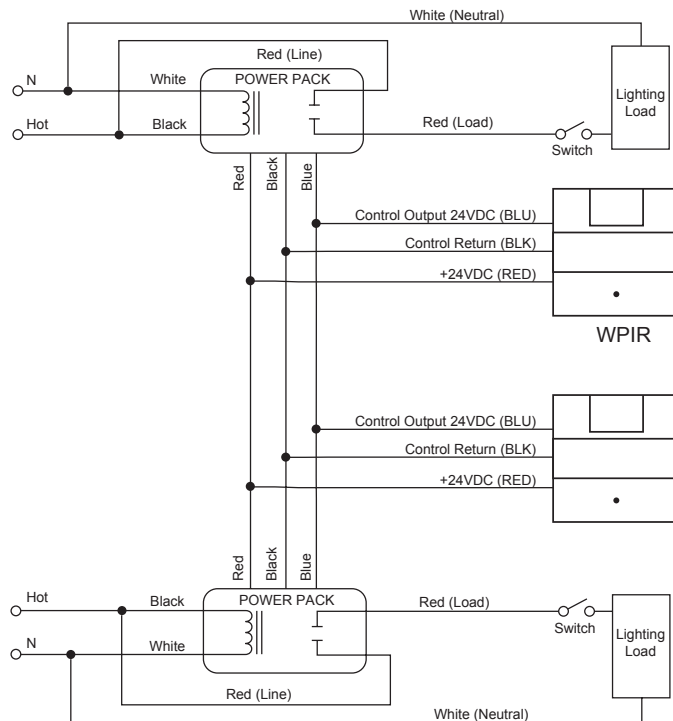 White (Neutral)
Red (Line)
N
White
POWER PACK
Lighting
Load
Hot
Black
Red (Load)
Switch
Red
Black
Blue
Control Output 24VDC (BLU)
Control Return (BLK)
+24VDC (RED)
WPIR
Control Output 24VDC (BLU)
Control Return (BLK)
+24VDC (RED)
Red
Black
Blue
Hot
Black
POWER PACK
Red (Load)
Switch
Lighting
Load
N
White
Red (Line)
White (Neutral)